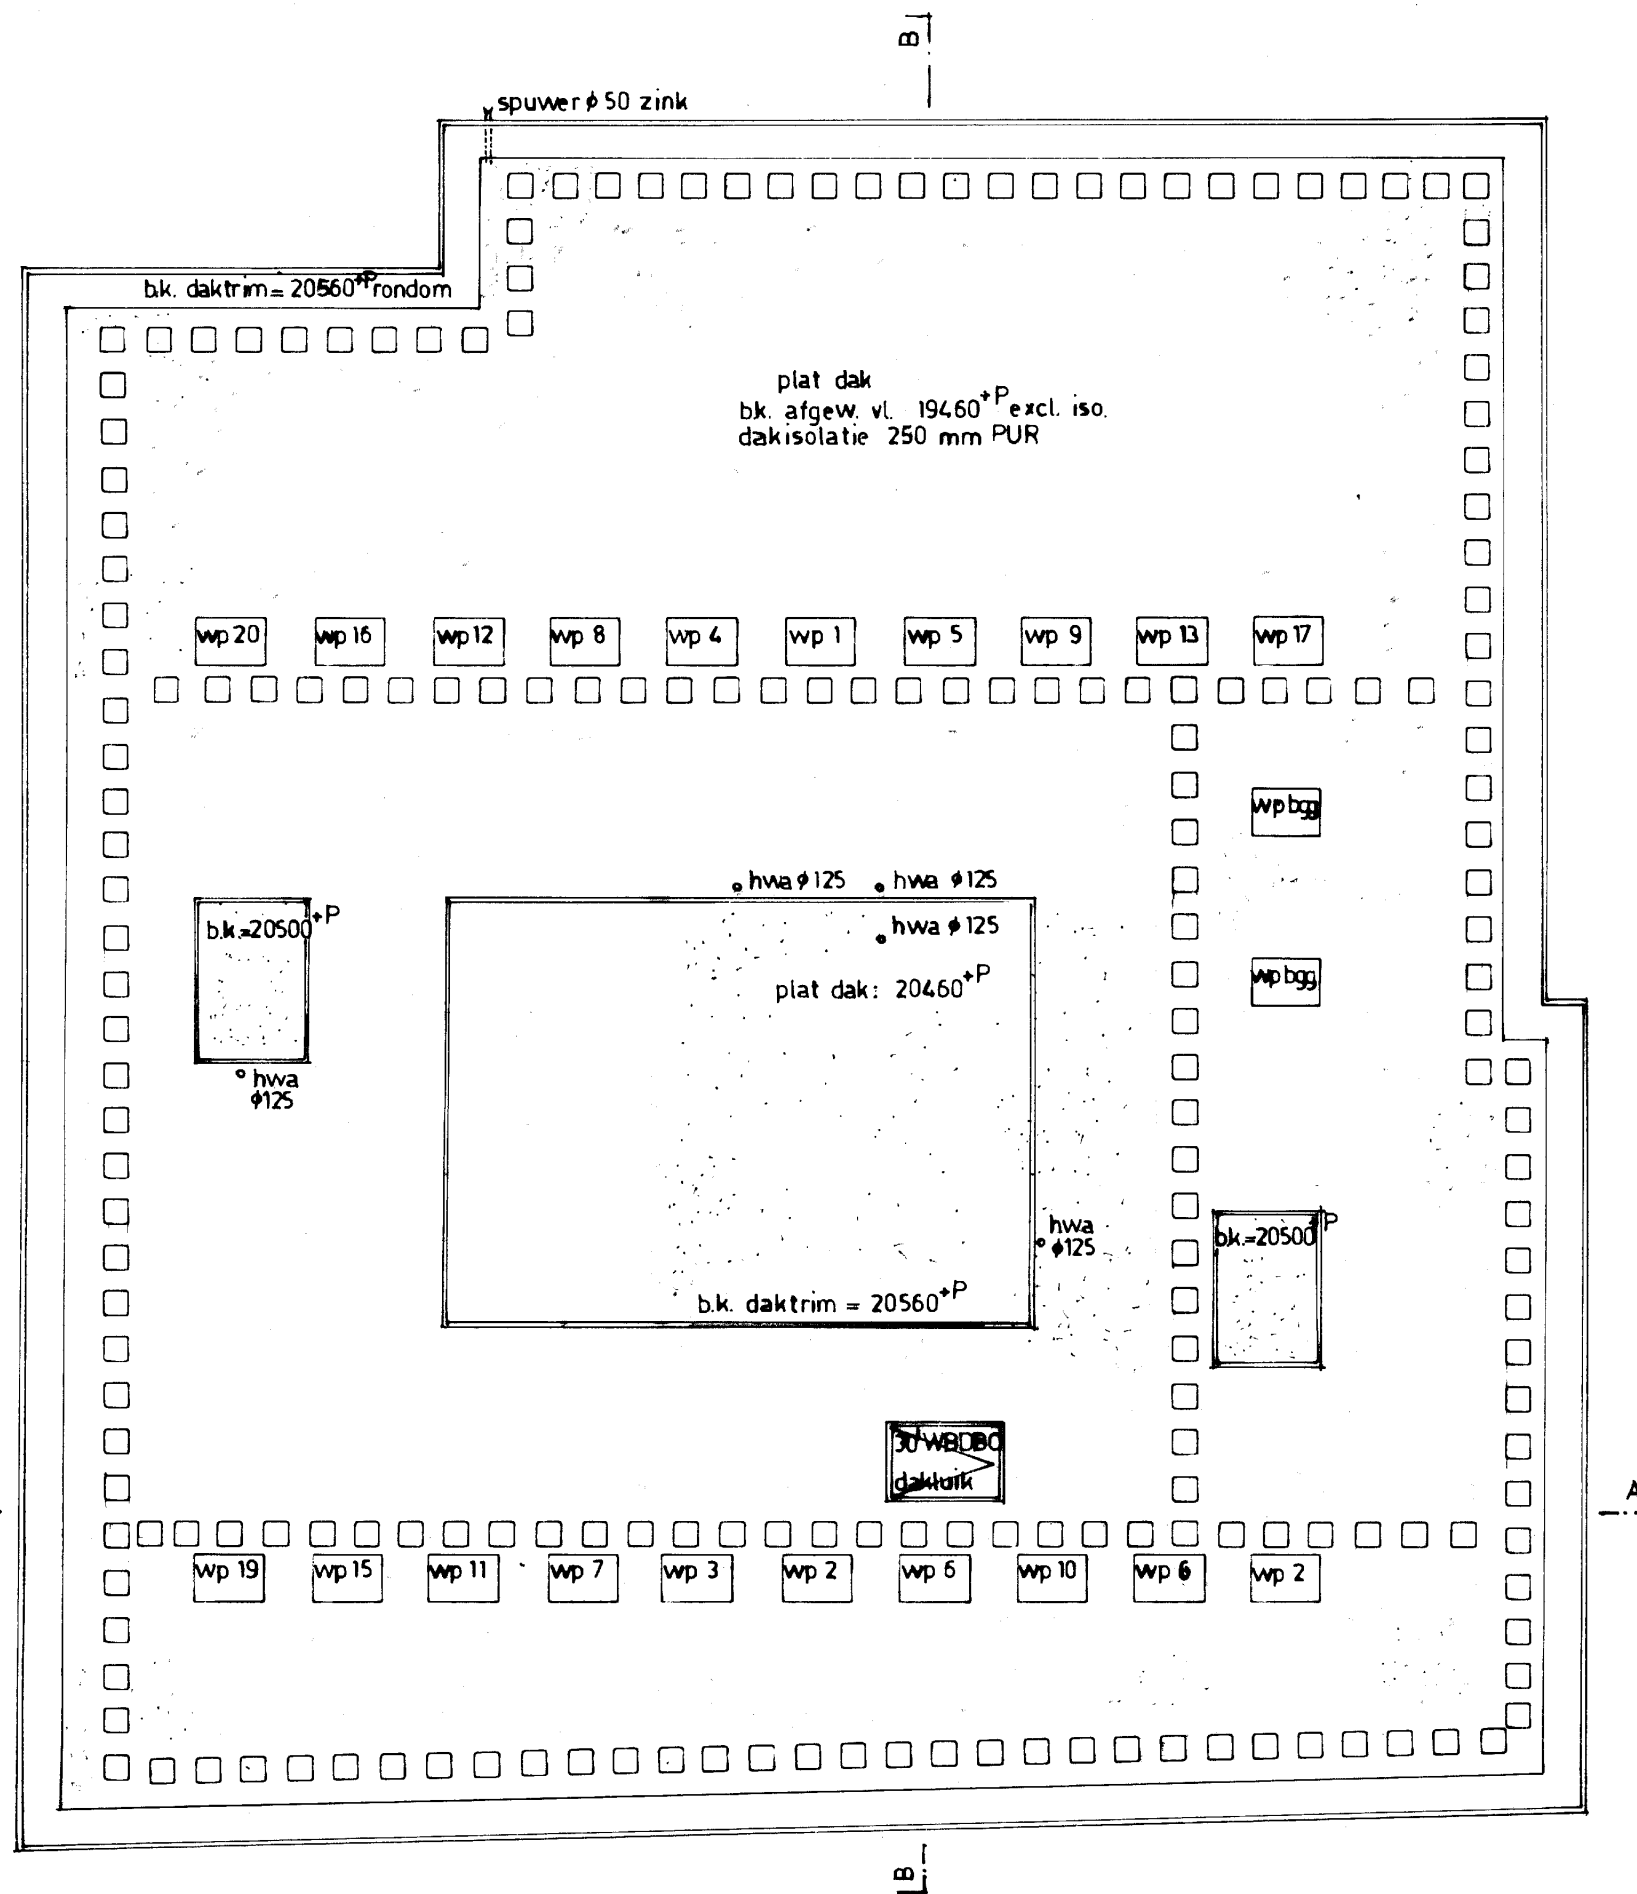 B
spuwer ϕ 50 zink
b.k. daktrim = 20560+P rondom
plat dak
b.k. afgew. vl. 19460+P excl. iso.
dakisolatie 250 mm PUR
wp 20
wp 16
wp 12
wp 8
wp 4
wp 1
wp 5
wp 9
wp 13
wp 17
wp bgg
hwa ϕ 125
hwa ϕ 125
b.k.=20500+P
hwa ϕ 125
plat dak: 20460+P
wp bgg
hwa
ϕ125
hwa
ϕ125
b.k.=20500+P
b.k. daktrim = 20560+P
30' WBDBO
dakluik
A
wp 19
wp 15
wp 11
wp 7
wp 3
wp 2
wp 6
wp 10
wp 6
wp 2
B